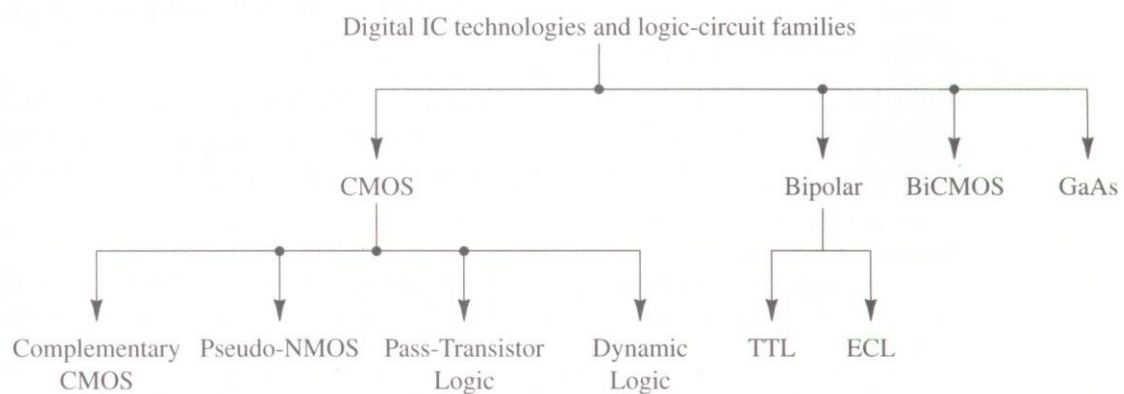 Digital IC technologies and logic-circuit families
CMOS Bipolar BiCMOS GaAs
Complementary Pseudo-NMOS Pass-Transistor Dynamic TTL ECL
CMOS Logic Logic